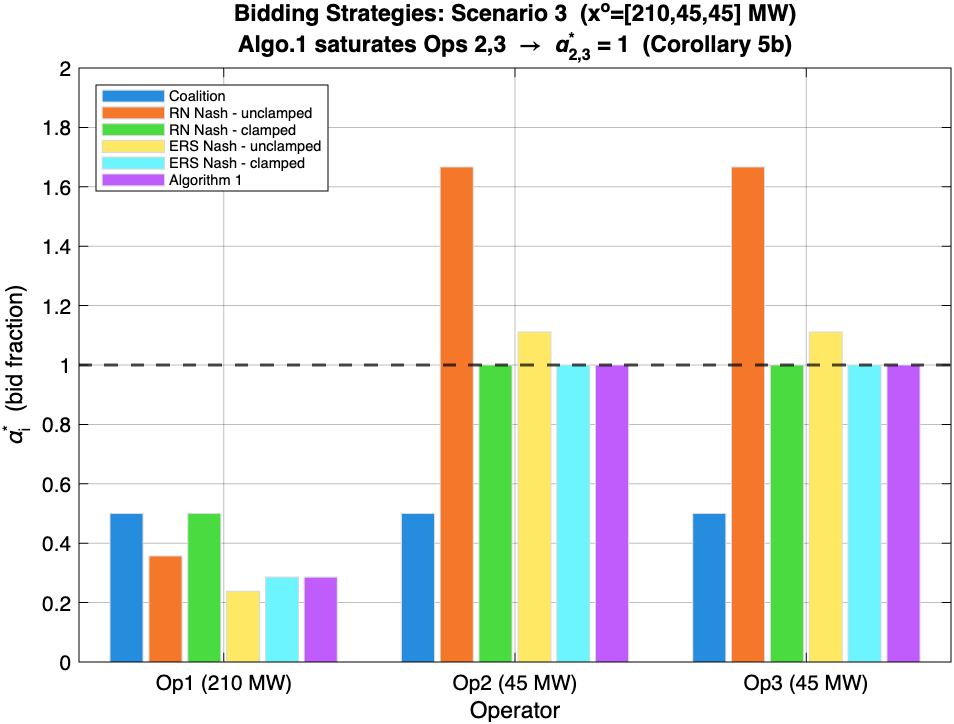 Bidding Strategies: Scenario 3 (xº=[210,45,45] MW)
Algo.1 saturates Ops 2,3 → α*2,3 = 1 (Corollary 5b)
2
1.8
1.6
1.4
1.2
1
0.8
0.6
0.4
0.2
0
αi* (bid fraction)
Coalition
RN Nash - unclamped
RN Nash - clamped
ERS Nash - unclamped
ERS Nash - clamped
Algorithm 1
Op1 (210 MW)
Op2 (45 MW)
Op3 (45 MW)
Operator